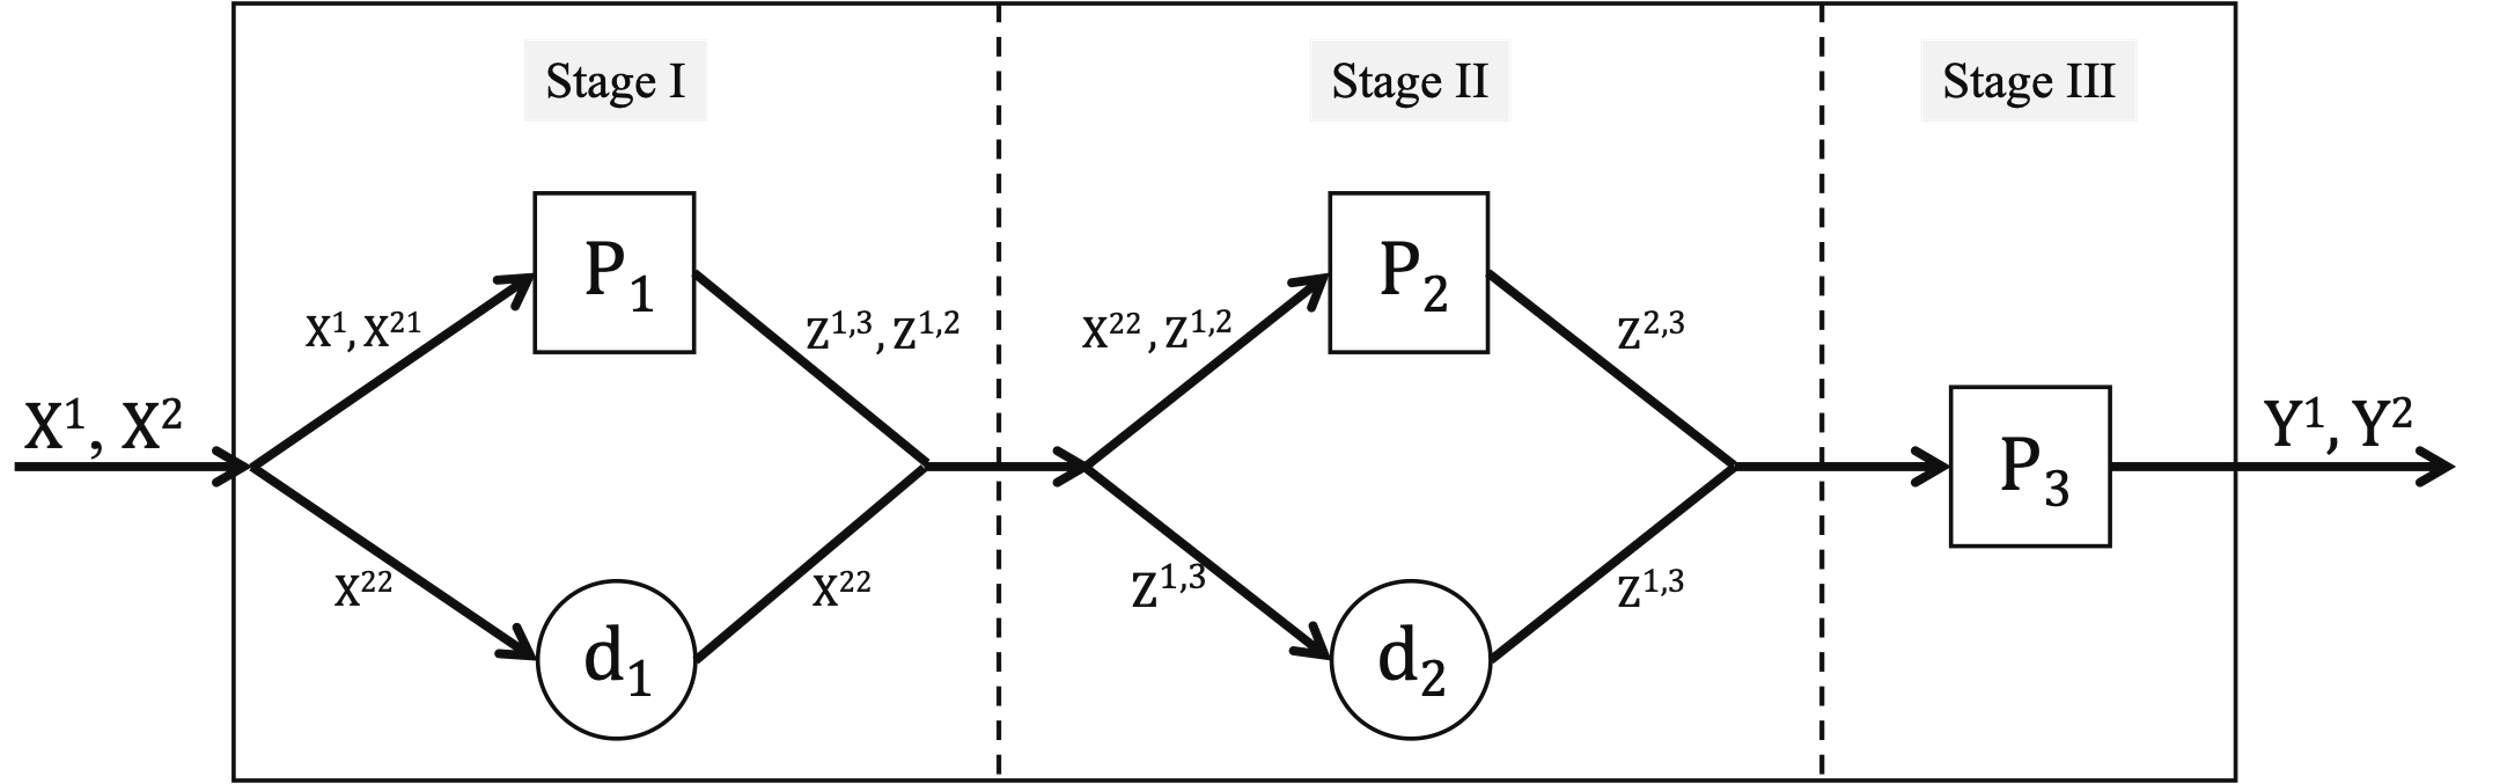 Stage I
Stage II
Stage III
P₁
P₂
x¹,x²¹
z¹,³,z¹,²
x²²,z¹,²
z²,³
X¹, X²
P₃
Y¹, Y²
x²²
x²²
z¹,³
z¹,³
d₁
d₂